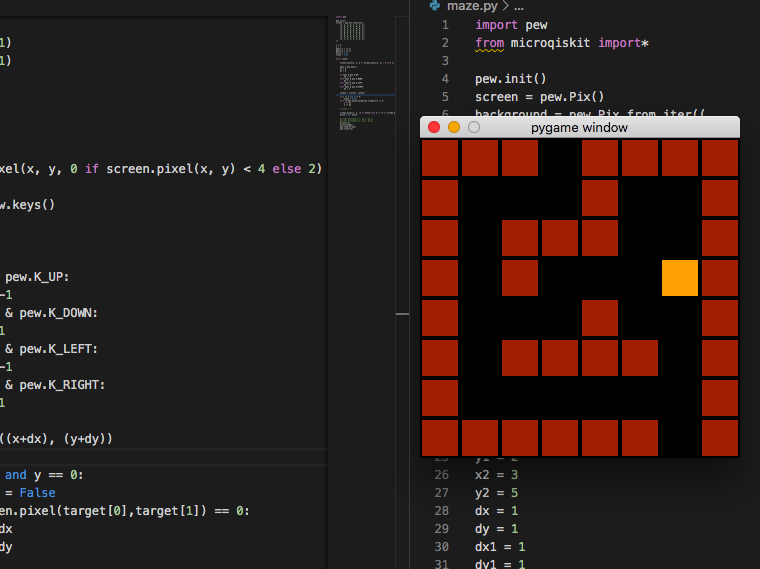 1)
1)
xel(x, y, 0 if screen.pixel(x, y) < 4 else 2)
w.keys()
pew.K_UP:
-1
& pew.K_DOWN:
1
& pew.K_LEFT:
-1
& pew.K_RIGHT:
1
((x+dx), (y+dy))
and y == 0:
= False
en.pixel(target[0],target[1]) == 0:
dx
dy
maze.py > ...
1 import pew
2 from microqiskit import*
3
4 pew.init()
5 screen = pew.Pix()
6 background = pew.Pix.from_iter((
pygame window
25 y1 = 2
26 x2 = 3
27 y2 = 5
28 dx = 1
29 dy = 1
30 dx1 = 1
31 dy1 = 1